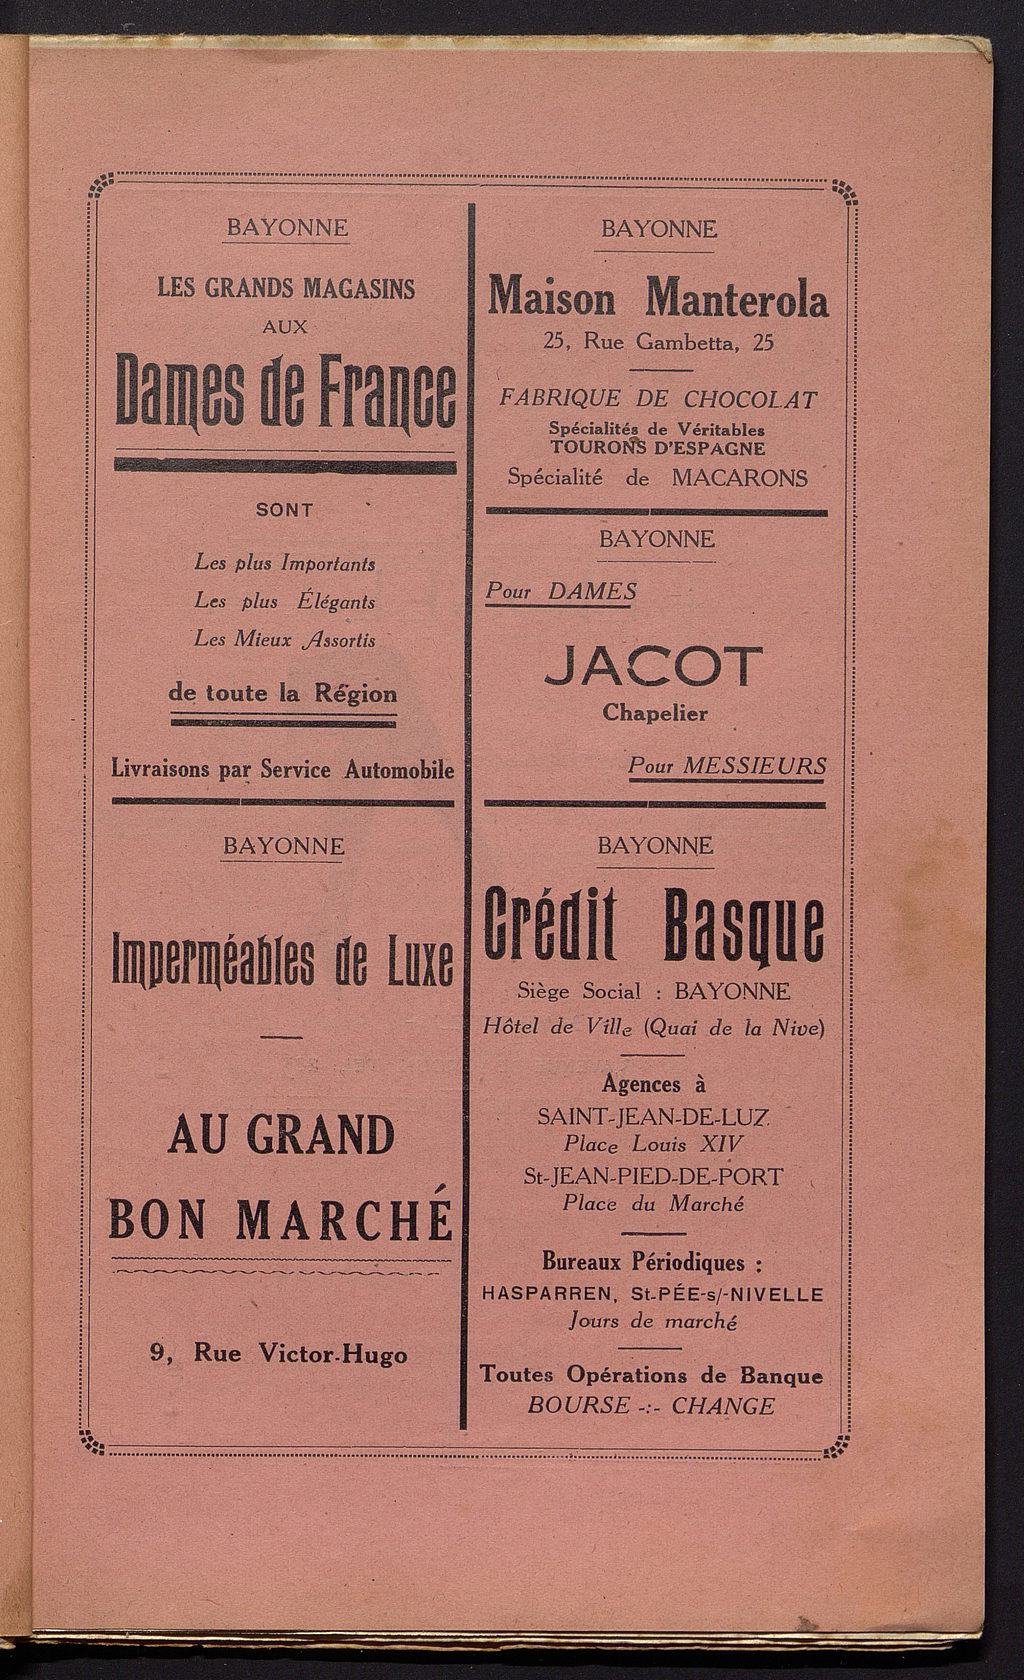 BAYONNE
LES GRANDS MAGASINS
AUX
Dames de France
SONT
Les plus Importants
Les plus Élégants
Les Mieux Assortis
de toute la Région
Livraisons par Service Automobile
BAYONNE
Imperméables de Luxe
AU GRAND
BON MARCHÉ
9, Rue Victor-Hugo
BAYONNE
Maison Manterola
25, Rue Gambetta, 25
FABRIQUE DE CHOCOLAT
Spécialités de Véritables
TOURONS D'ESPAGNE
Spécialité de MACARONS
BAYONNE
Pour DAMES
JACOT
Chapelier
Pour MESSIEURS
BAYONNE
Crédit Basque
Siège Social : BAYONNE
Hôtel de Ville (Quai de la Nive)
Agences à
SAINT-JEAN-DE-LUZ
Place Louis XIV
St-JEAN-PIED-DE-PORT
Place du Marché
Bureaux Périodiques :
HASPARREN, St-PÉE-s/-NIVELLE
Jours de marché
Toutes Opérations de Banque
BOURSE -:- CHANGE